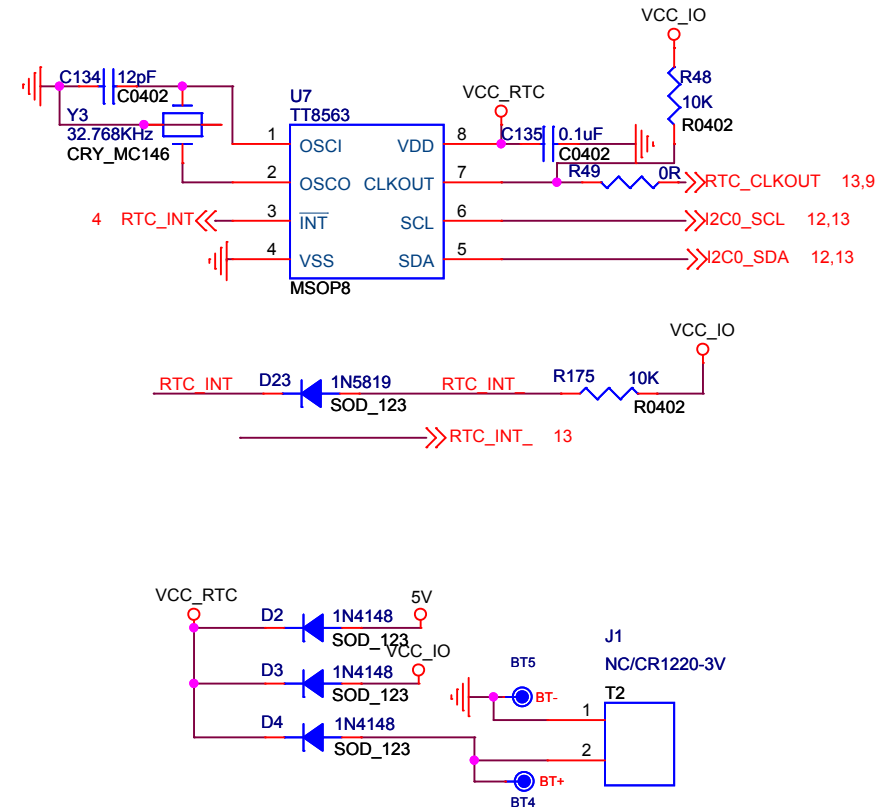 VCC_IO
C134 12pF
C0402
R48
10K
R0402
U7
TT8563
VCC_RTC
Y3
32.768KHz
CRY_MC146
C135 0.1uF
C0402
1 OSCI VDD 8
R49 0R
2 OSCO CLKOUT 7 RTC_CLKOUT 13,9
4 RTC_INT 3 INT SCL 6 I2C0_SCL 12,13
4 VSS SDA 5 I2C0_SDA 12,13
MSOP8
VCC_IO
RTC_INT D23 1N5819 RTC_INT_ R175 10K
SOD_123 R0402
RTC_INT_ 13
VCC_RTC 5V
D2 1N4148
SOD_123
VCC_IO
D3 1N4148
SOD_123
D4 1N4148
SOD_123
J1
NC/CR1220-3V
BT5
T2
BT-
1
2
BT+
BT4